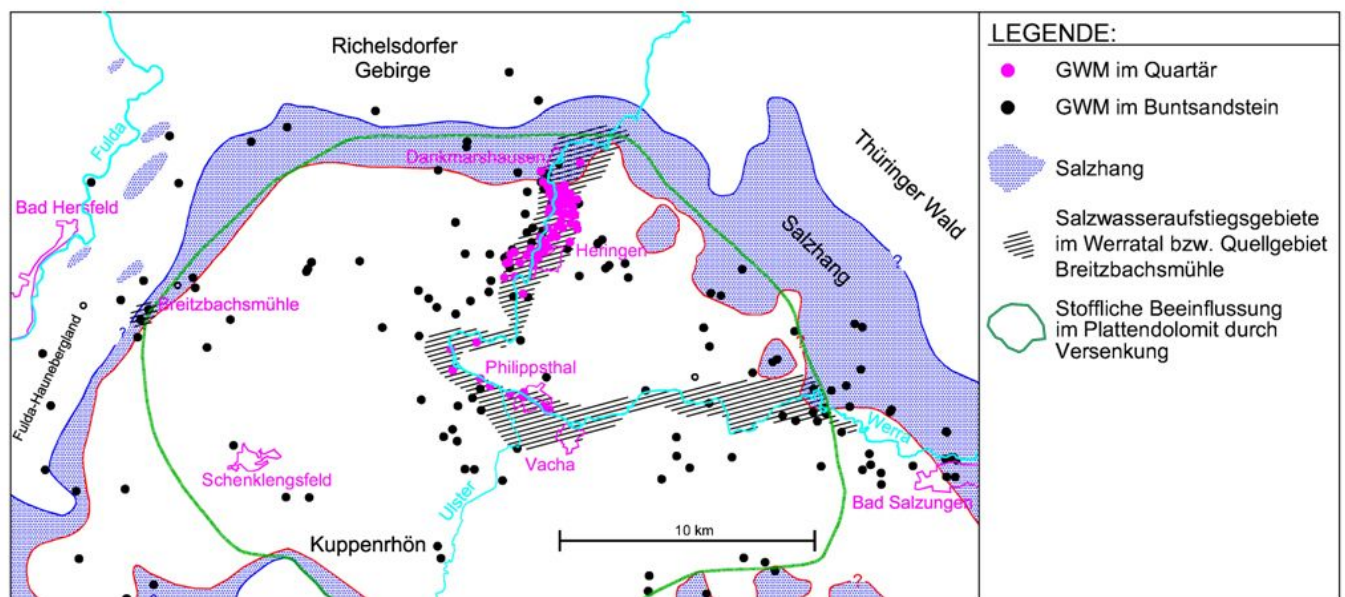 Richelsdorfer
Gebirge
Fulda
Dankmarshausen
Thüringer Wald
Bad Hersfeld
Heringen
Salzhang
?
Breitzbachsmühle
?
Fulda-Haunebergland
?
Philippsthal
Werra
Vacha
Schenklengsfeld
Ulster
Bad Salzungen
10 km
Kuppenrhön
?
LEGENDE:
GWM im Quartär
GWM im Buntsandstein
Salzhang
Salzwasseraufstiegsgebiete
im Werratal bzw. Quellgebiet
Breitzbachsmühle
Stoffliche Beeinflussung
im Plattendolomit durch
Versenkung